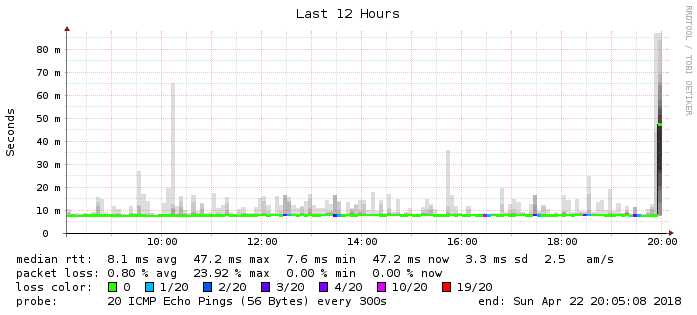 Last 12 Hours
RRDTOOL / TOBI OETIKER
Seconds
80 m
70 m
60 m
50 m
40 m
30 m
20 m
10 m
0
10:00 12:00 14:00 16:00 18:00 20:00
median rtt: 8.1 ms avg 47.2 ms max 7.6 ms min 47.2 ms now 3.3 ms sd 2.5 am/s
packet loss: 0.80 % avg 23.92 % max 0.00 % min 0.00 % now
loss color: 0 1/20 2/20 3/20 4/20 10/20 19/20
probe: 20 ICMP Echo Pings (56 Bytes) every 300s end: Sun Apr 22 20:05:08 2018